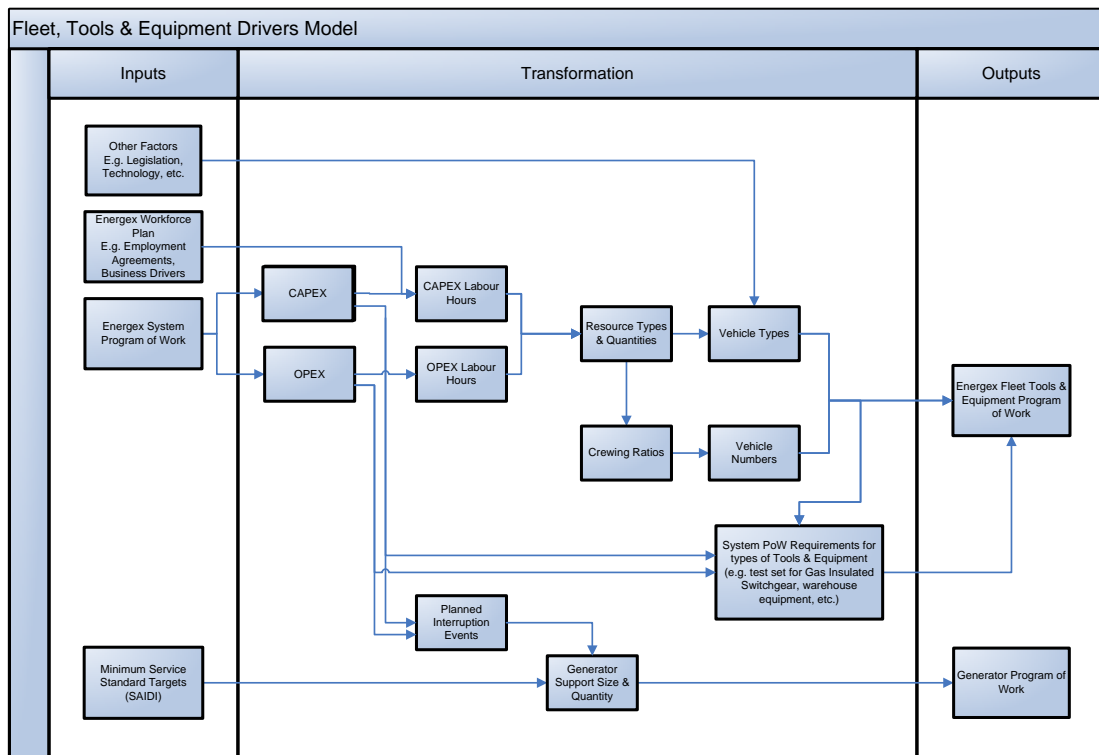 Fleet, Tools & Equipment Drivers Model
Inputs
Transformation
Outputs
Other Factors
E.g. Legislation,
Technology, etc.
Energex Workforce
Plan
E.g. Employment
Agreements,
Business Drivers
Energex System
Program of Work
CAPEX
OPEX
CAPEX Labour
Hours
OPEX Labour
Hours
Resource Types
& Quantities
Vehicle Types
Crewing Ratios
Vehicle
Numbers
Energex Fleet Tools &
Equipment Program
of Work
System PoW Requirements for
types of Tools & Equipment
(e.g. test set for Gas Insulated
Switchgear, warehouse
equipment, etc.)
Planned
Interruption
Events
Minimum Service
Standard Targets
(SAIDI)
Generator
Support Size &
Quantity
Generator Program of
Work